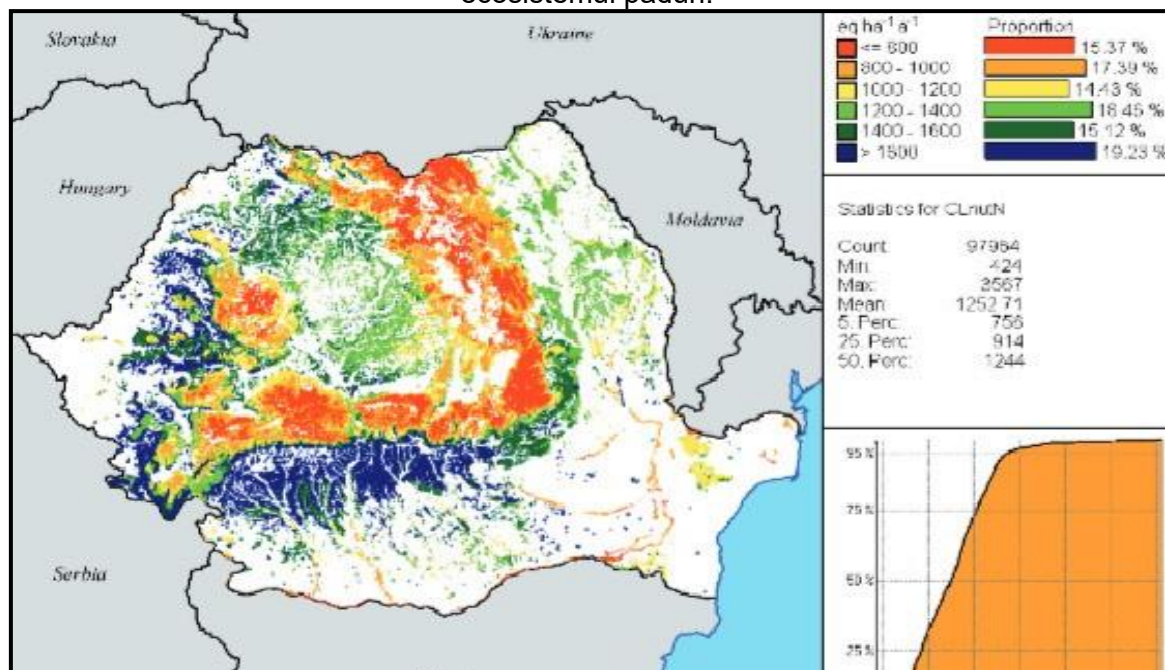 ecosistemul
Slovakia
Ukraine
Hungary
Moldavia
Serbia
eq ha⁻¹ a⁻¹ Proportion
<= 800 15.37 %
800 - 1000 17.39 %
1000 - 1200 14.43 %
1200 - 1400 18.45 %
1400 - 1600 15.12 %
> 1600 19.23 %
Statistics for CLnutN
Count: 97964
Min: 424
Max:
Mean: 1252.71
5. Perc: 756
25. Perc: 914
50. Perc: 1244
95 %
75 %
50 %
25 %